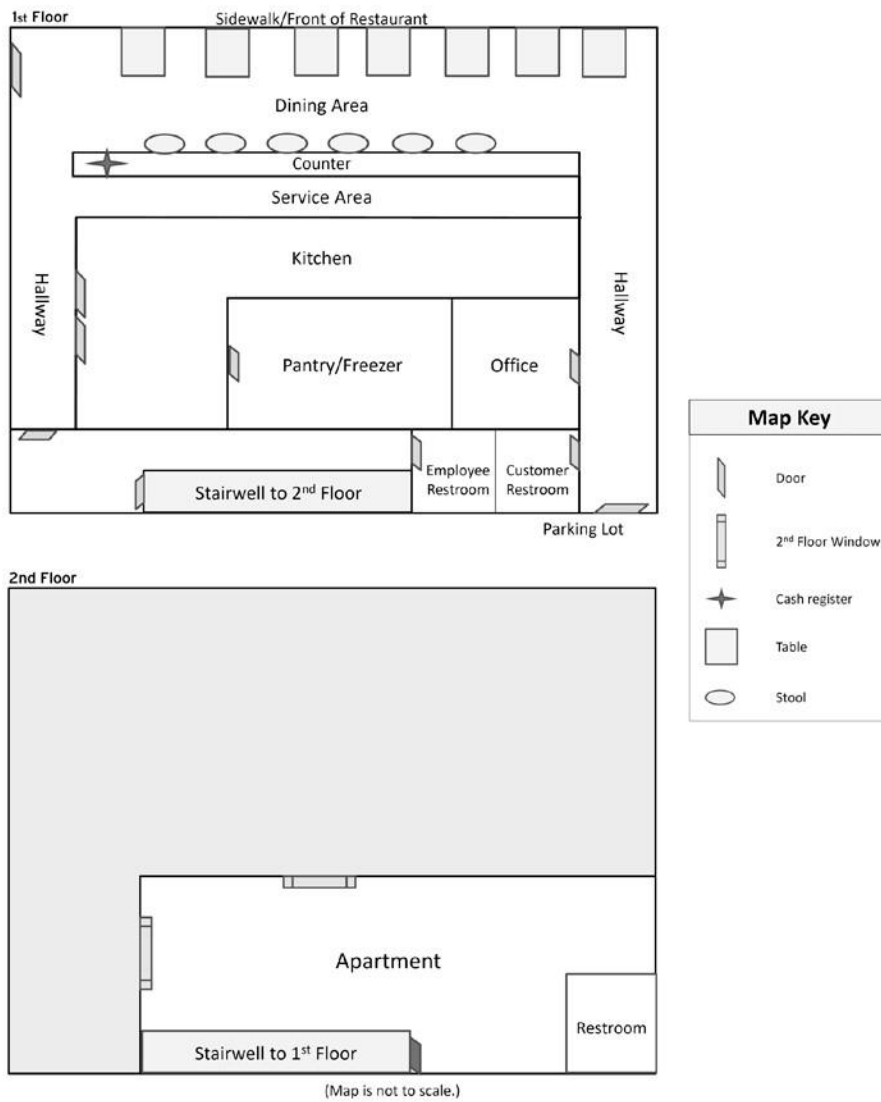 1st Floor
Sidewalk/Front of Restaurant
Dining Area
Counter
Service Area
Kitchen
Hallway
Hallway
Pantry/Freezer
Office
Employee
Restroom
Customer
Restroom
Stairwell to 2nd Floor
Parking Lot
Map Key
Door
2nd Floor Window
Cash register
Table
Stool
2nd Floor
Apartment
Restroom
Stairwell to 1st Floor
(Map is not to scale.)